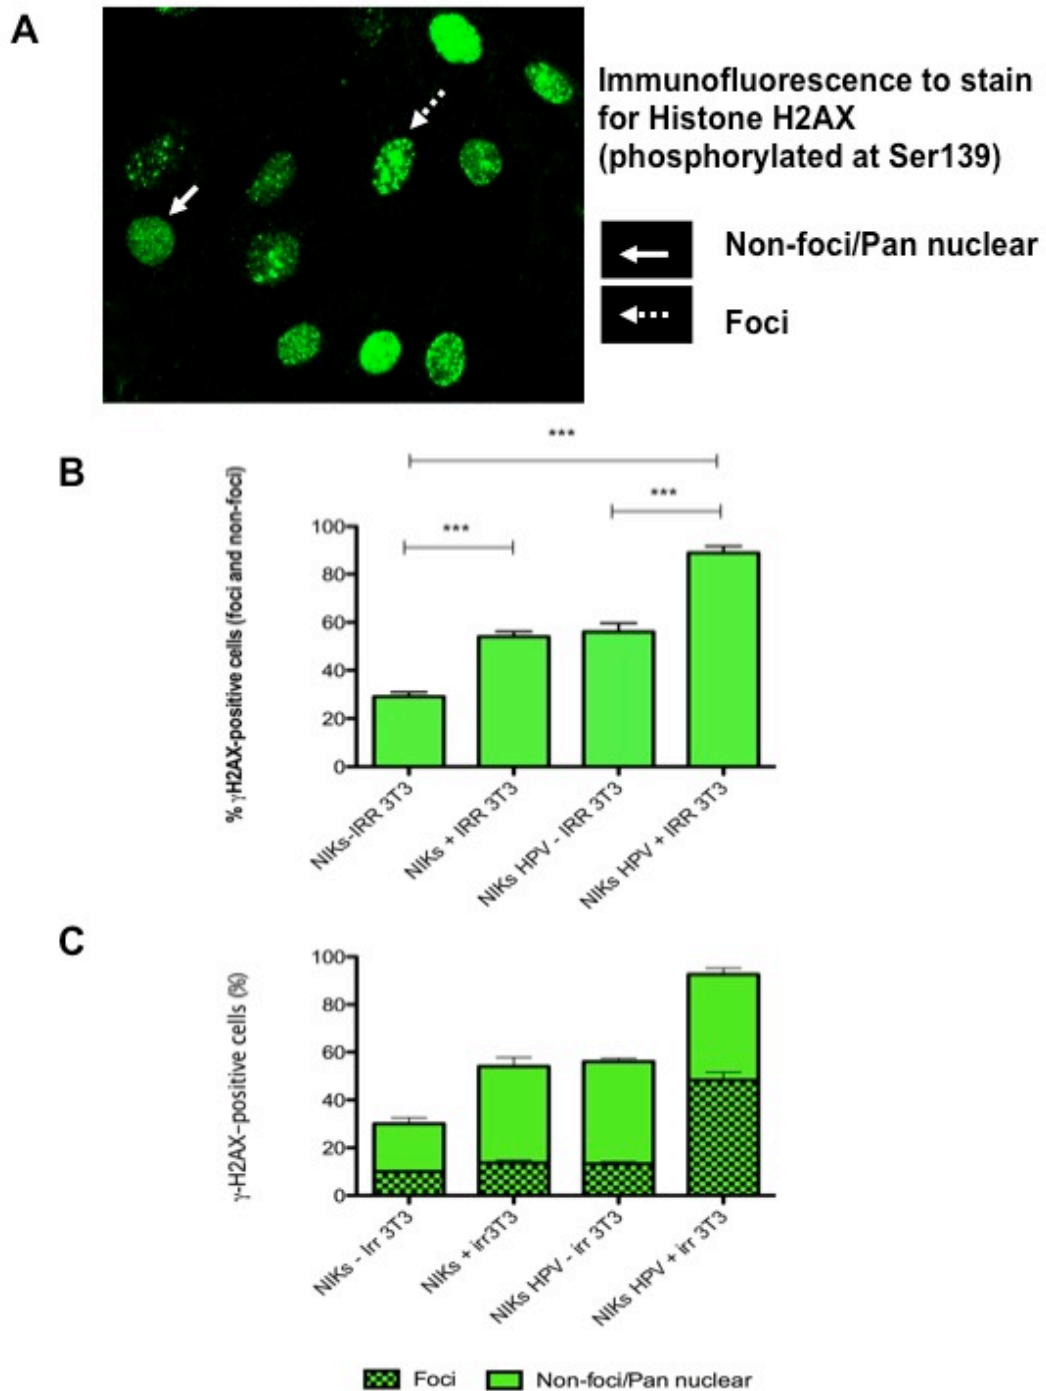 A
Immunofluorescence to stain
for Histone H2AX
(phosphorylated at Ser139)
Non-foci/Pan nuclear
Foci
B
***
***
***
% γH2AX-positive cells (foci and non-foci)
100
80
60
40
20
0
NIKs-IRR 3T3
NIKs + IRR 3T3
NIKs HPV - IRR 3T3
NIKs HPV + IRR 3T3
C
γ-H2AX-positive cells (%)
100
80
60
40
20
0
NIKs - Irr 3T3
NIKs + irr3T3
NIKs HPV - irr 3T3
NIKs HPV + irr 3T3
Foci
Non-foci/Pan nuclear